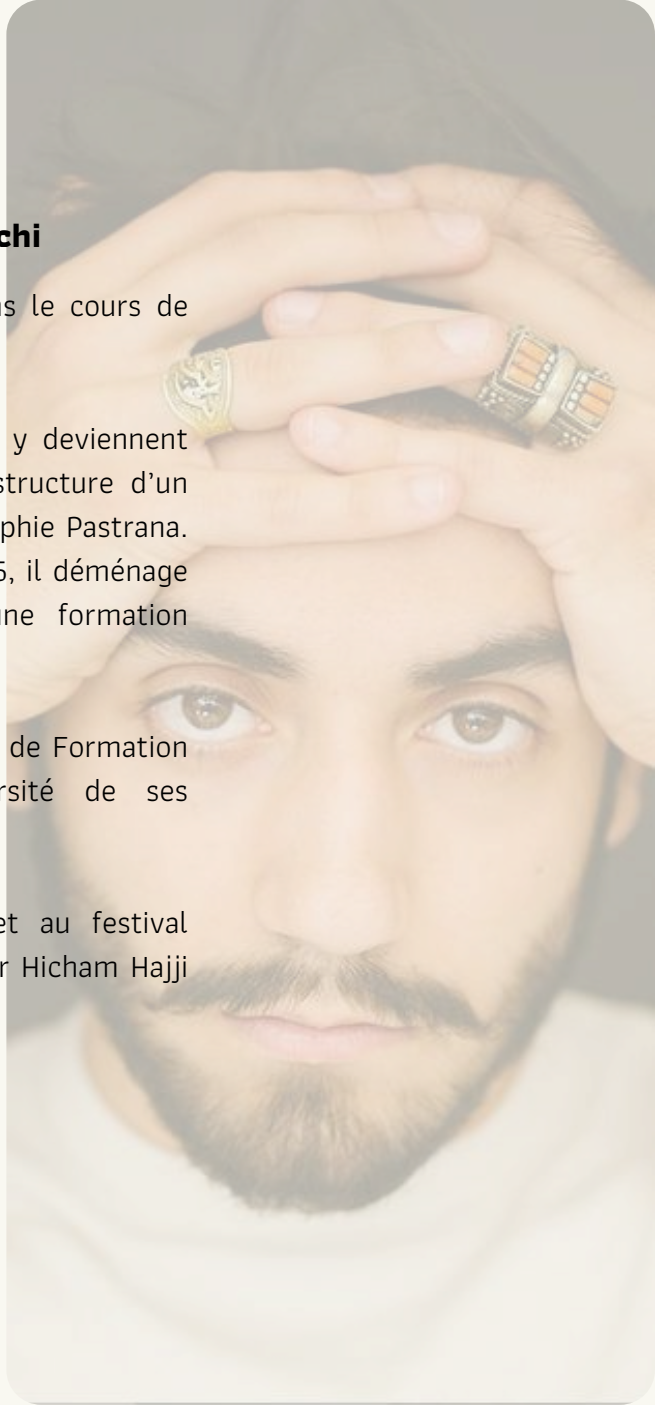 chi
s le cours de
y deviennent
structure d’un
phie Pastrana.
5, il déménage
une formation
de Formation
rsité de ses
et au festival
r Hicham Hajji